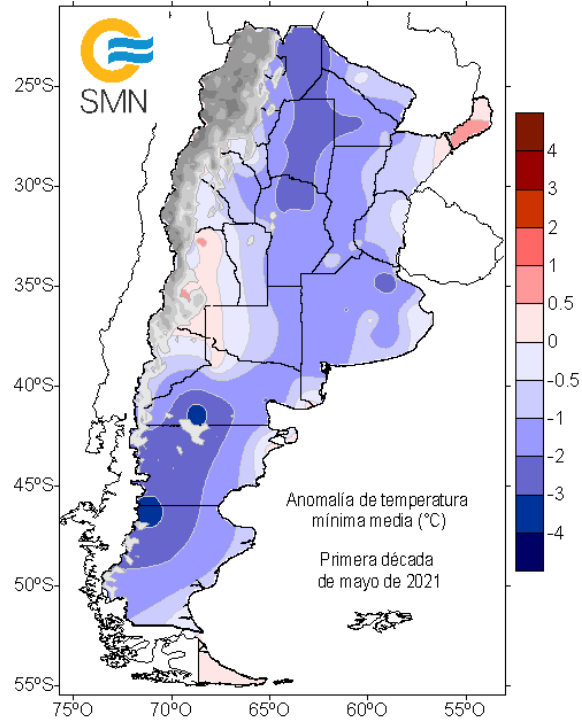 SMN
25ºS
30ºS
35ºS
40ºS
45ºS
50ºS
55ºS
75ºO
70ºO
65ºO
60ºO
55ºO
4
3
2
1
0.5
0
-0.5
-1
-2
-3
-4
Anomalía de temperatura
mínima media (°C)
Primera década
de mayo de 2021